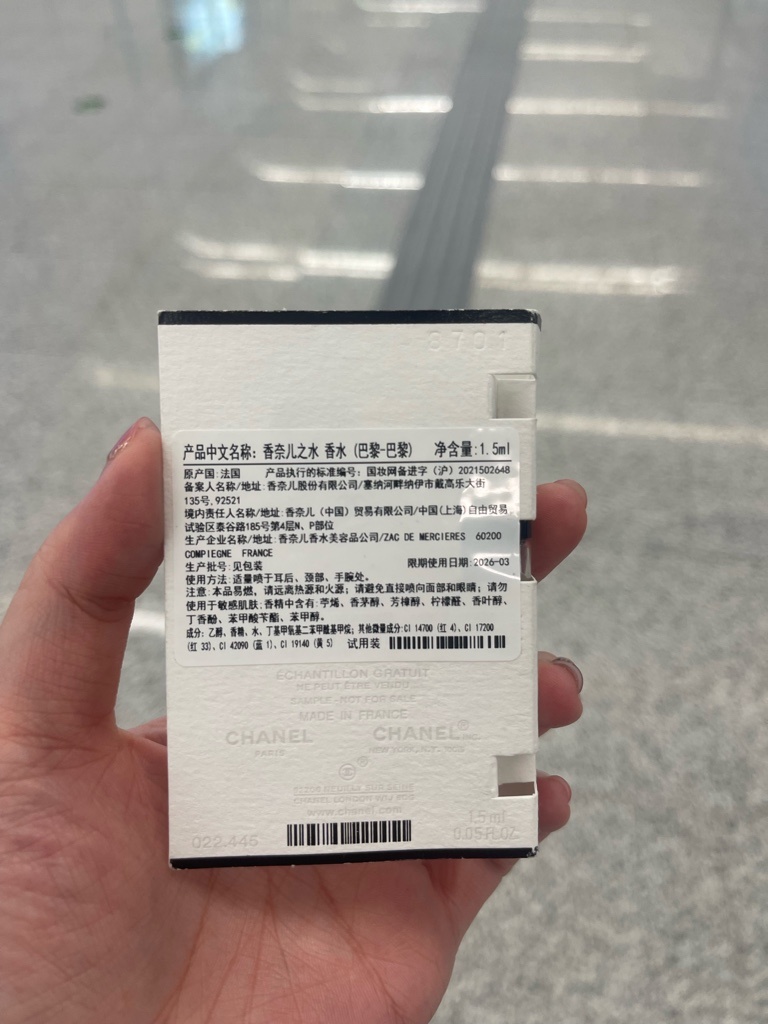 6701
产品中文名称：香奈儿之水 香水（巴黎-巴黎） 净含量：1.5ml
原产国：法国 产品执行的标准编号：国妆网备进字（沪）2021502648
备案人名称/地址：香奈儿股份有限公司/塞纳河畔纳伊市戴高乐大街
135号，92521
境内责任人名称/地址：香奈儿（中国）贸易有限公司/中国（上海）自由贸易
试验区泰谷路185号第4层N、P部位
生产企业名称/地址：香奈儿香水美容品公司/ZAC DE MERCIERES 60200
COMPIEGNE FRANCE
生产批号：见包装 限期使用日期：2026-03
使用方法：适量喷于耳后、颈部、手腕处。
注意：本品易燃，请远离热源和火源；请避免直接喷向面部和眼睛；请勿
使用于敏感肌肤；香精中含有：苧烯、香茅醇、芳樟醇、柠檬醛、香叶醇、
丁香酚、苯甲酸苄酯、苯甲醇。
成分：乙醇、香精、水、丁基甲氧基二苯甲酰基甲烷；其他微量成分：CI 14700（红 4）、CI 17200
（红 33）、CI 42090（蓝 1）、CI 19140（黄 5） 试用装
ÉCHANTILLON GRATUIT
NE PEUT ÊTRE VENDU
SAMPLE-NOT FOR SALE
MADE IN FRANCE
CHANEL CHANEL® INC.
PARIS NEW YORK, N.Y.
CHANEL LONDON
www.chanel.com
022.445
1.5 ml
0.05 FL.OZ.